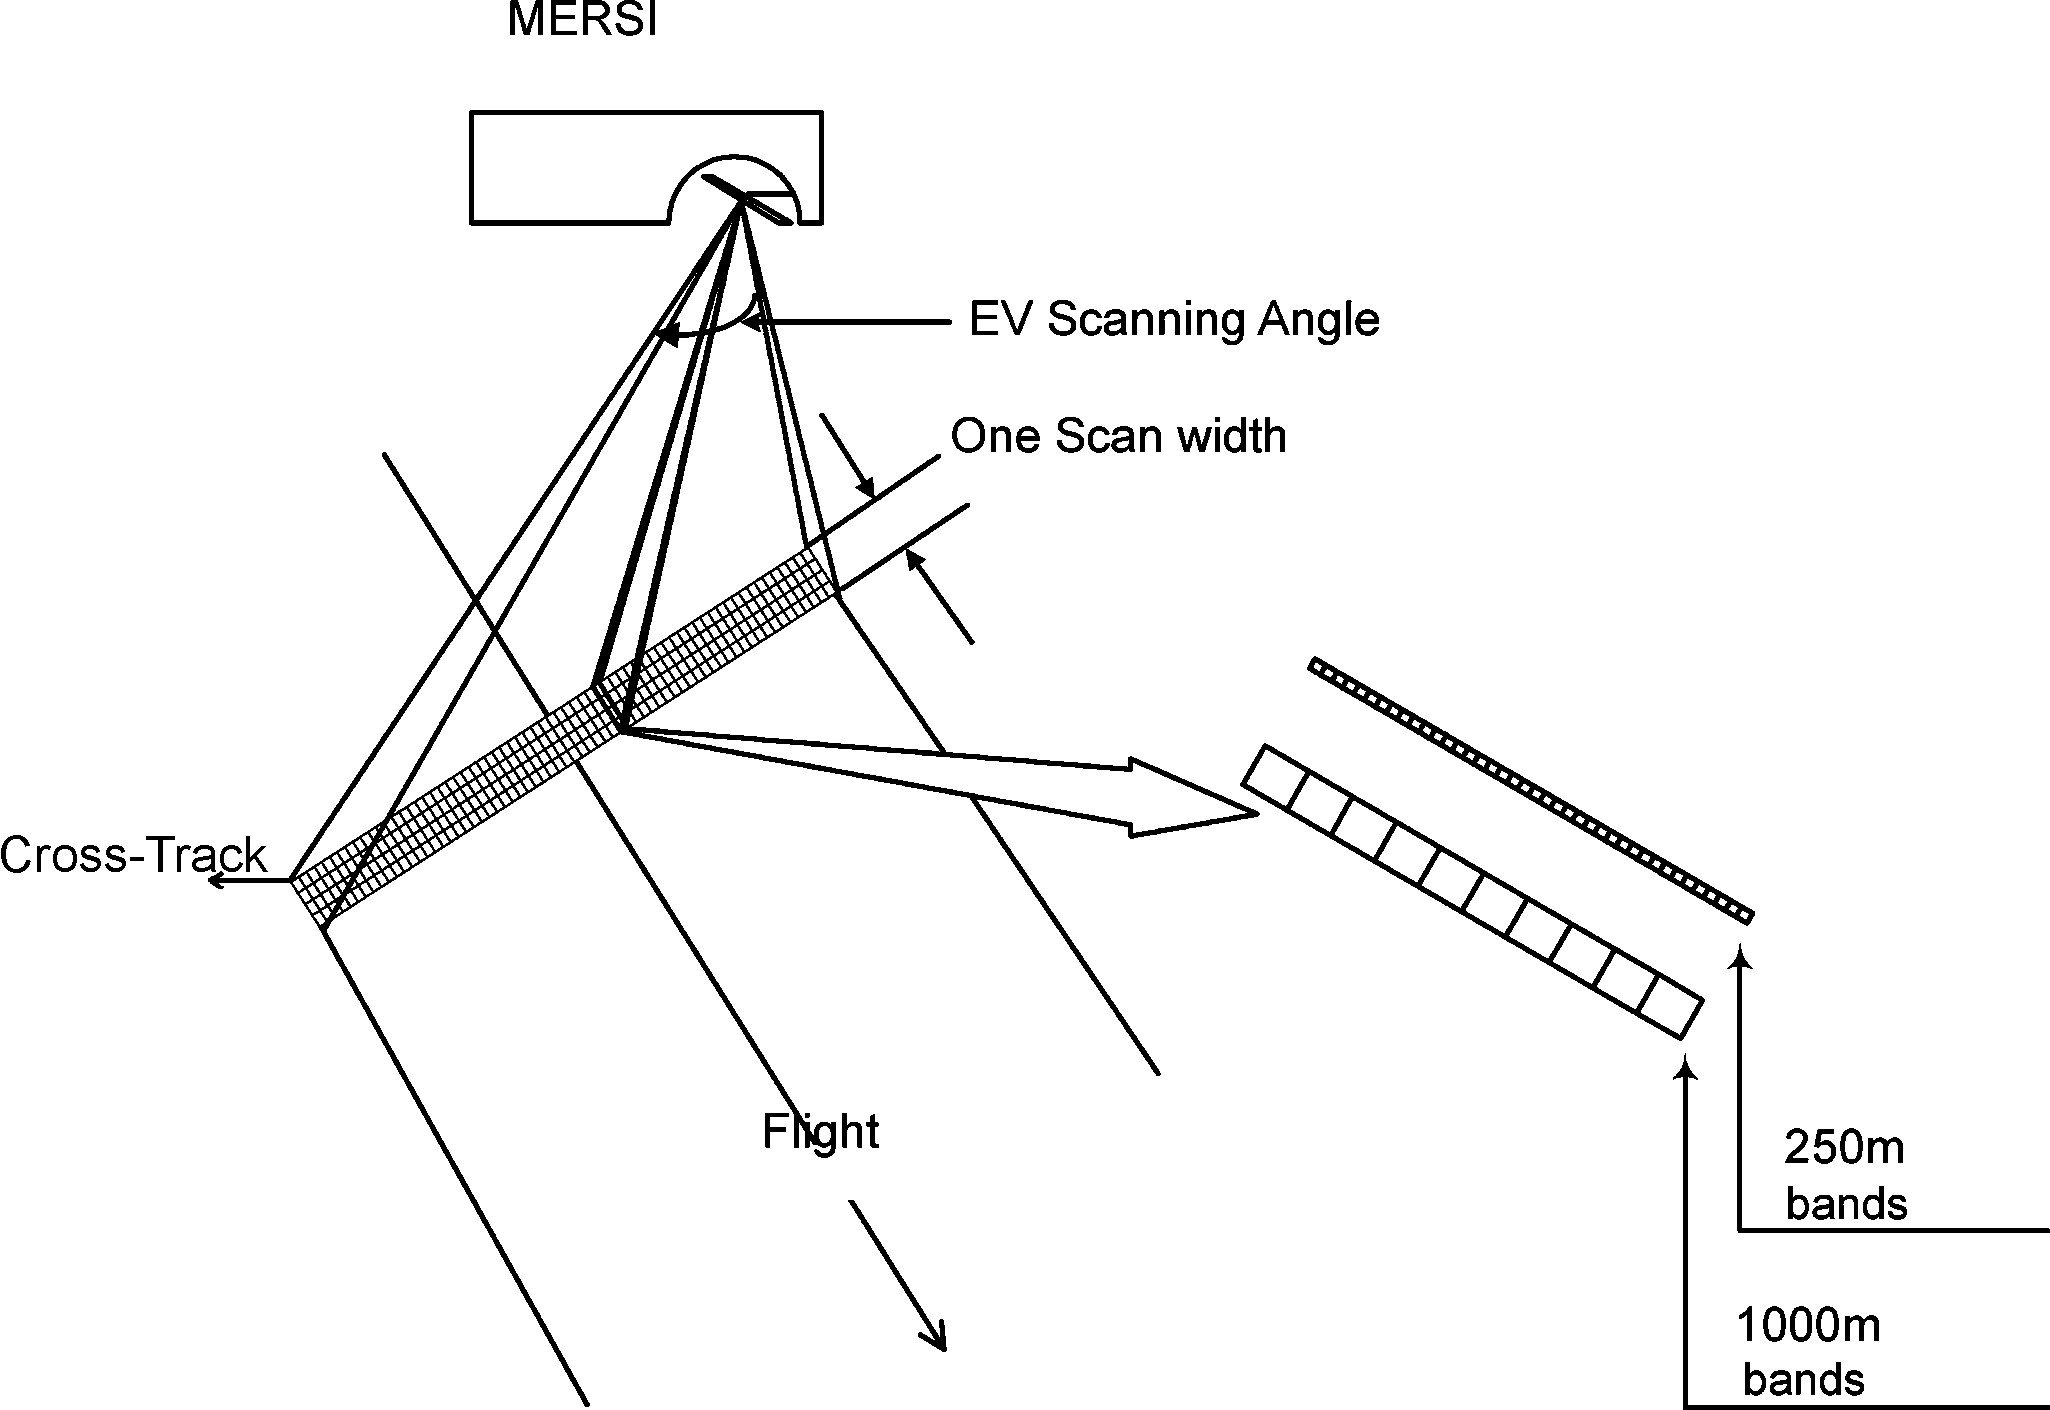 MERSI
EV Scanning Angle
One Scan width
Cross-Track
Flight
250m
bands
1000m
bands